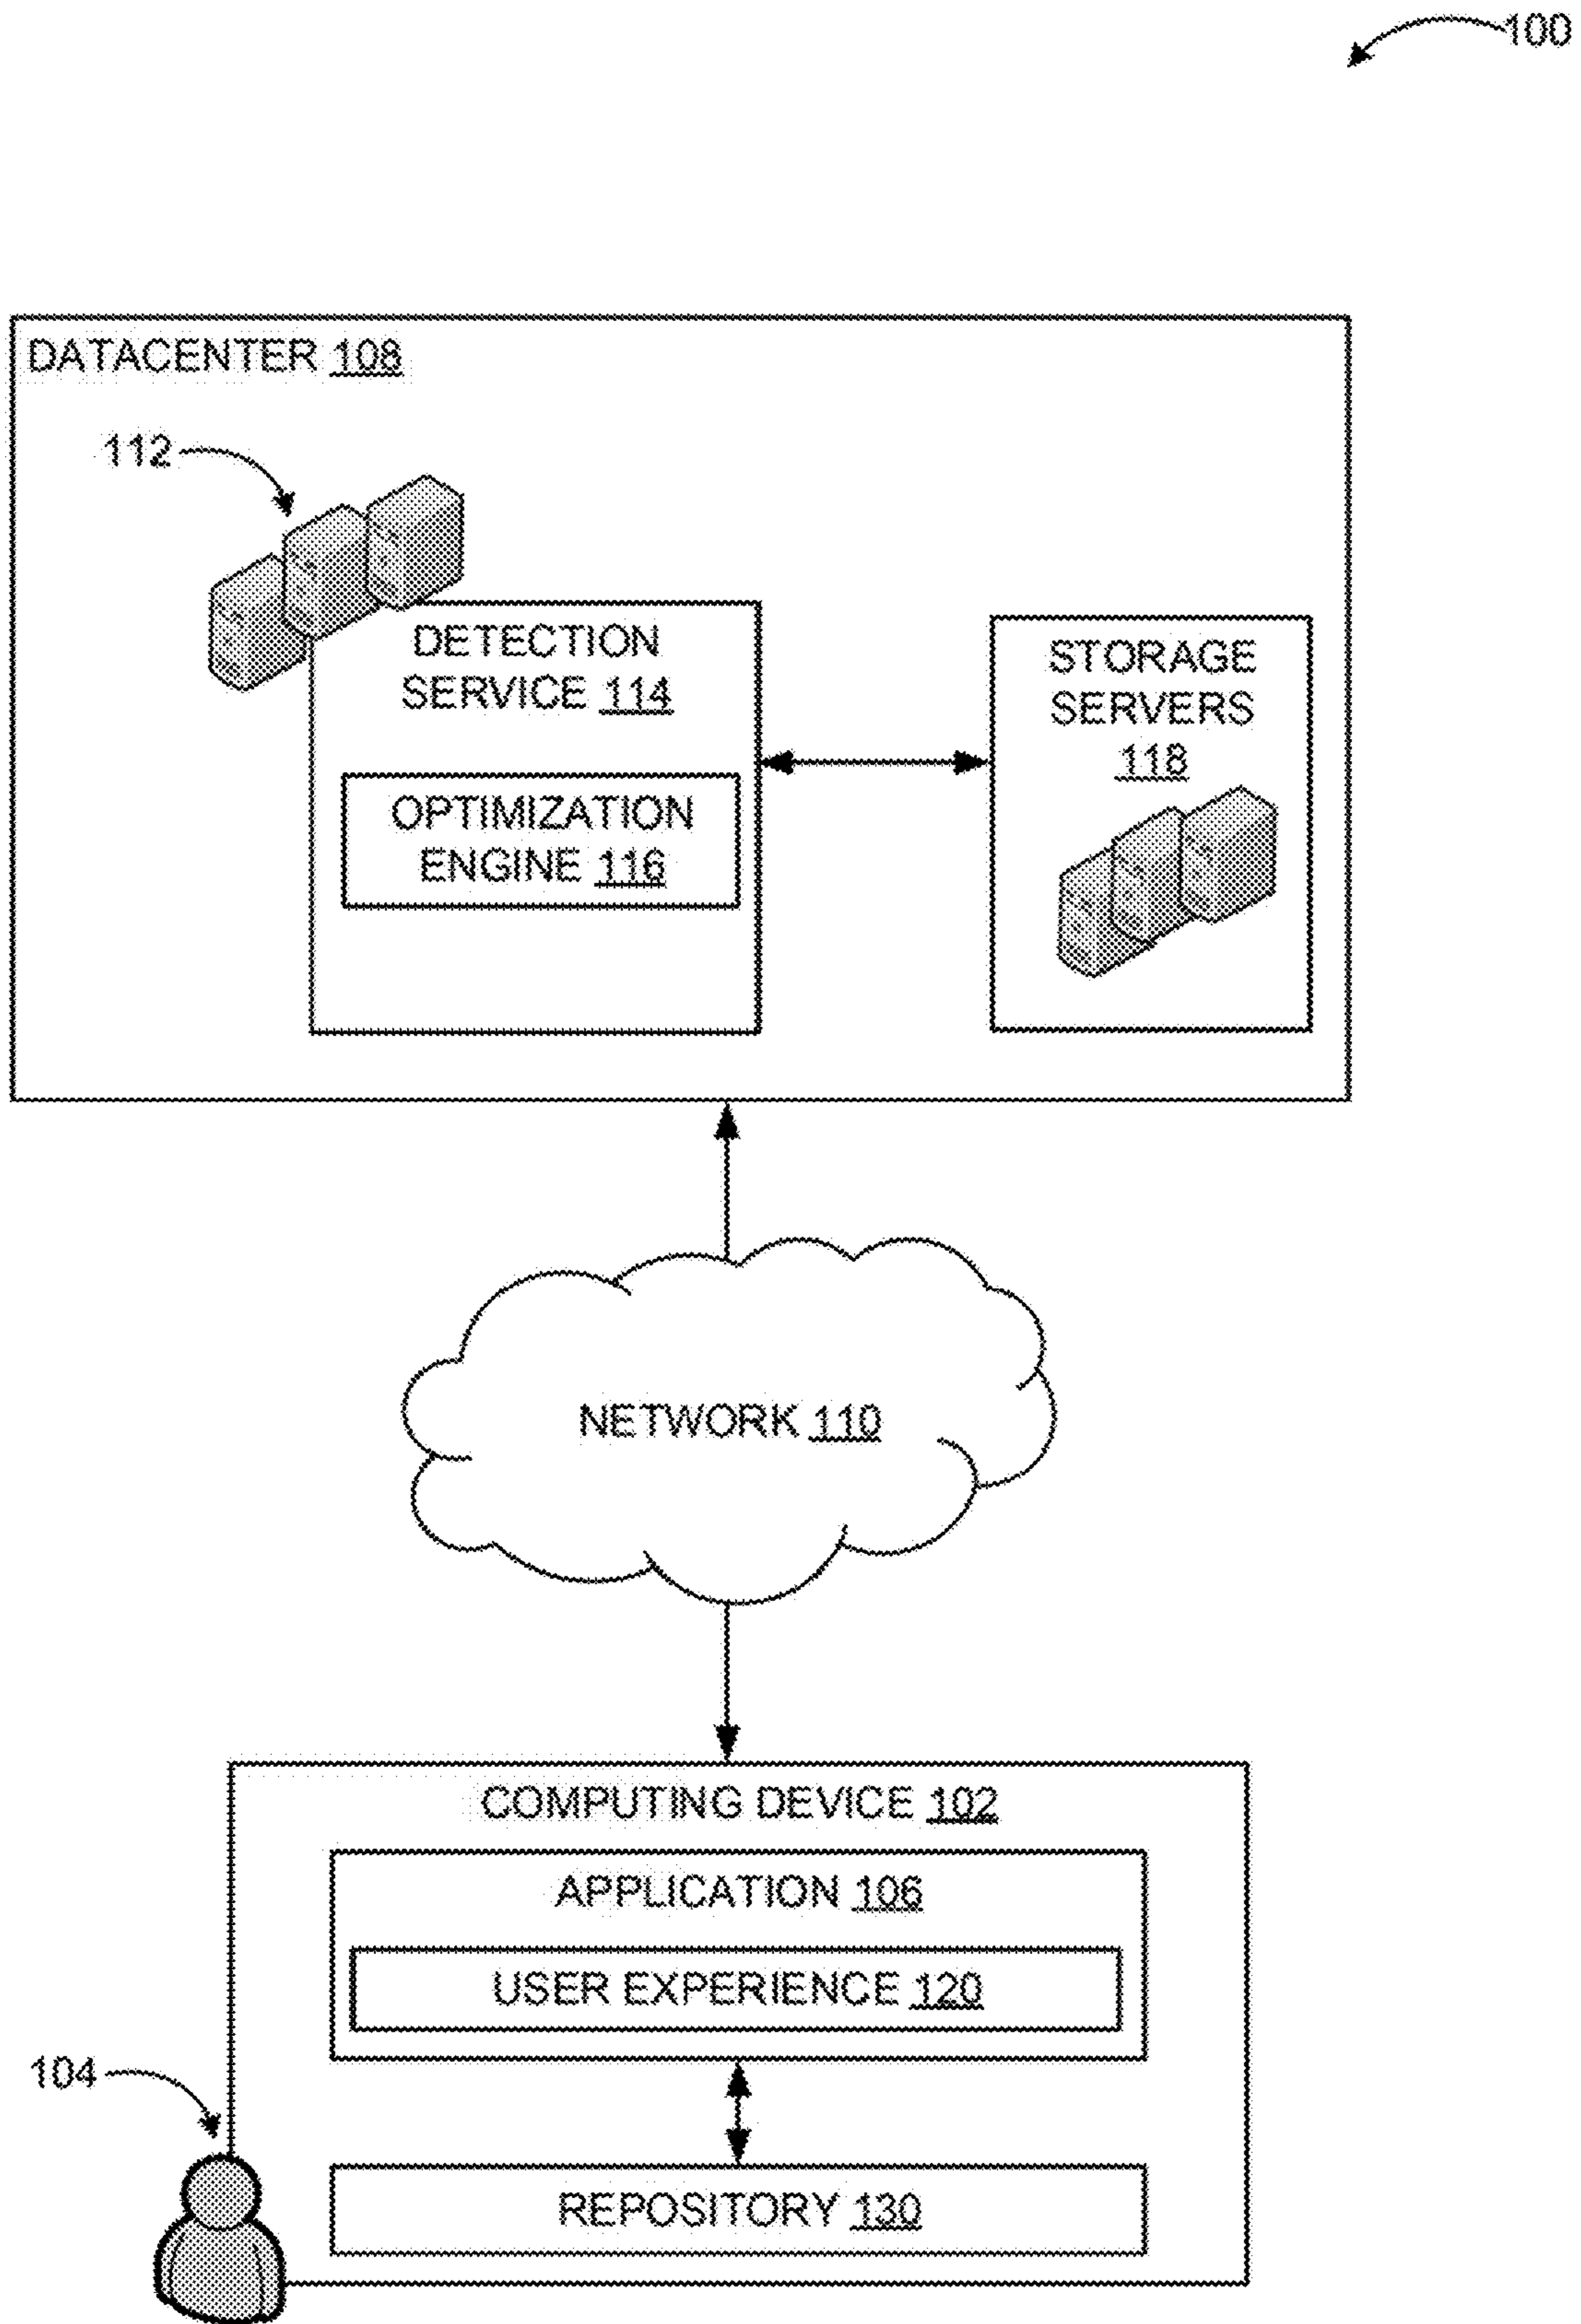 100
DATACENTER 108
112
DETECTION
SERVICE 114
OPTIMIZATION
ENGINE 116
STORAGE
SERVERS
118
NETWORK 110
COMPUTING DEVICE 102
APPLICATION 106
USER EXPERIENCE 120
104
REPOSITORY 130